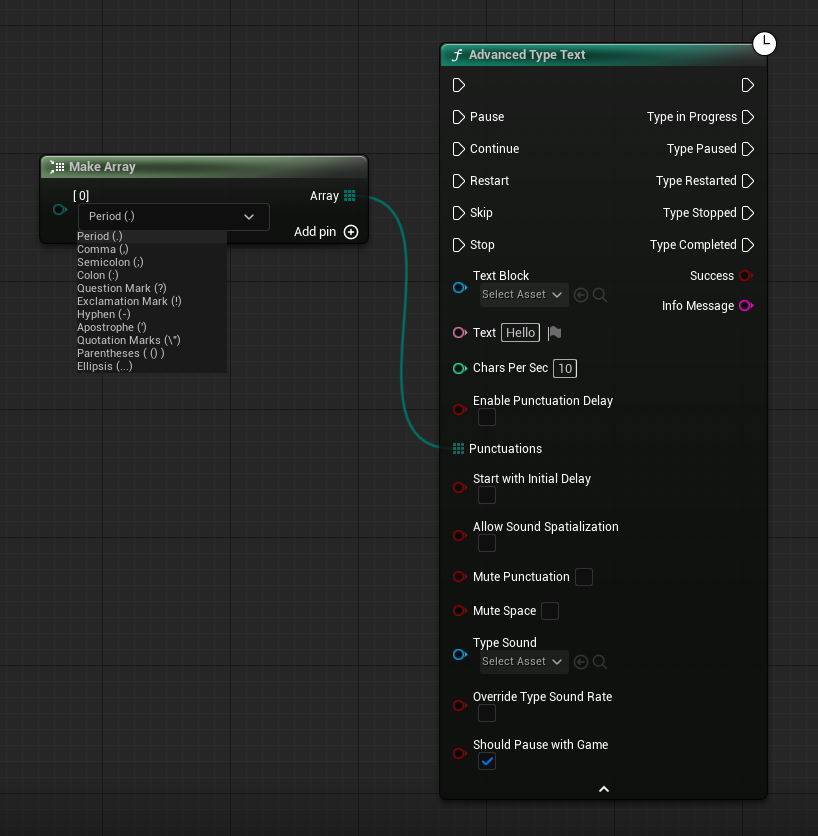 Make Array
[ 0]
Array
Period (.)
Add pin
Period (.)
Comma (,)
Semicolon (;)
Colon (:)
Question Mark (?)
Exclamation Mark (!)
Hyphen (-)
Apostrophe (')
Quotation Marks (\")
Parentheses ( () )
Ellipsis (...)
Advanced Type Text
Pause
Type in Progress
Continue
Type Paused
Restart
Type Restarted
Skip
Type Stopped
Stop
Type Completed
Text Block
Success
Select Asset
Info Message
Text Hello
Chars Per Sec 10
Enable Punctuation Delay
Punctuations
Start with Initial Delay
Allow Sound Spatialization
Mute Punctuation
Mute Space
Type Sound
Select Asset
Override Type Sound Rate
Should Pause with Game